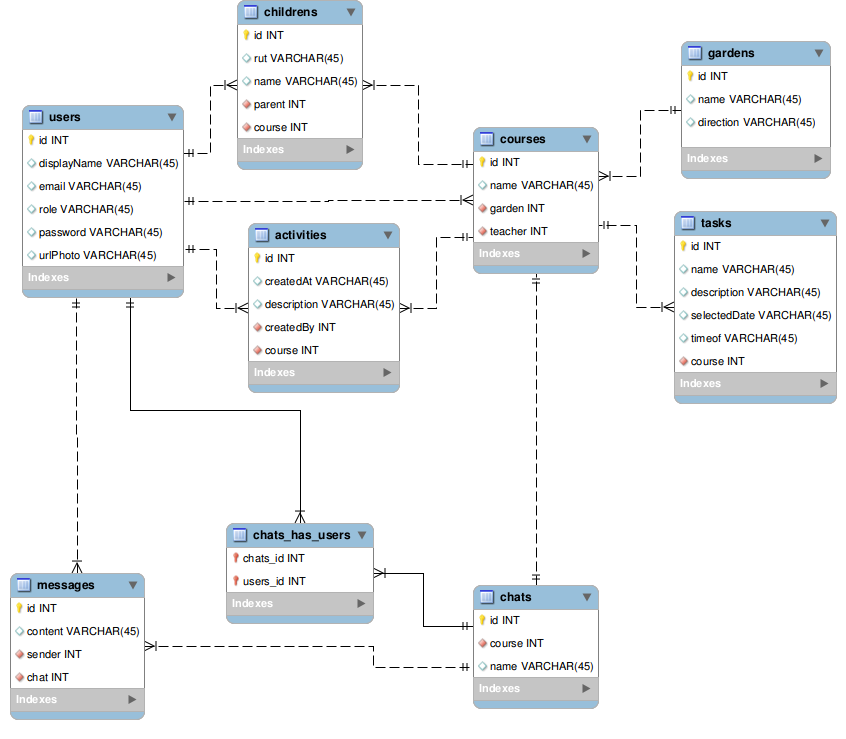 childrens
id INT
rut VARCHAR(45)
name VARCHAR(45)
parent INT
course INT
Indexes
gardens
id INT
name VARCHAR(45)
direction VARCHAR(45)
Indexes
users
id INT
displayName VARCHAR(45)
email VARCHAR(45)
role VARCHAR(45)
password VARCHAR(45)
urlPhoto VARCHAR(45)
Indexes
courses
id INT
name VARCHAR(45)
garden INT
teacher INT
Indexes
activities
id INT
createdAt VARCHAR(45)
description VARCHAR(45)
createdBy INT
course INT
Indexes
tasks
id INT
name VARCHAR(45)
description VARCHAR(45)
selectedDate VARCHAR(45)
timeof VARCHAR(45)
course INT
Indexes
chats_has_users
chats_id INT
users_id INT
Indexes
messages
id INT
content VARCHAR(45)
sender INT
chat INT
Indexes
chats
id INT
course INT
name VARCHAR(45)
Indexes